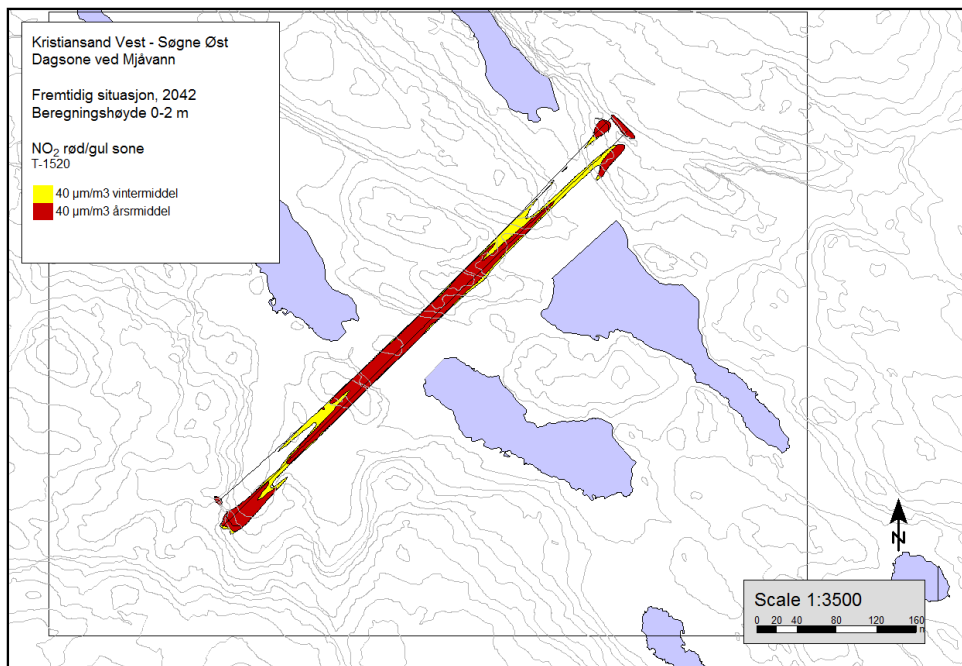 Kristiansand Vest - Søgne Øst
Dagsone ved Mjåvann
Fremtidig situasjon, 2042
Beregningshøyde 0-2 m
NO₂ rød/gul sone
T-1520
40 µm/m3 vintermiddel
40 µm/m3 årsmiddel
N
Scale 1:3500
0 20 40 80 120 160
m